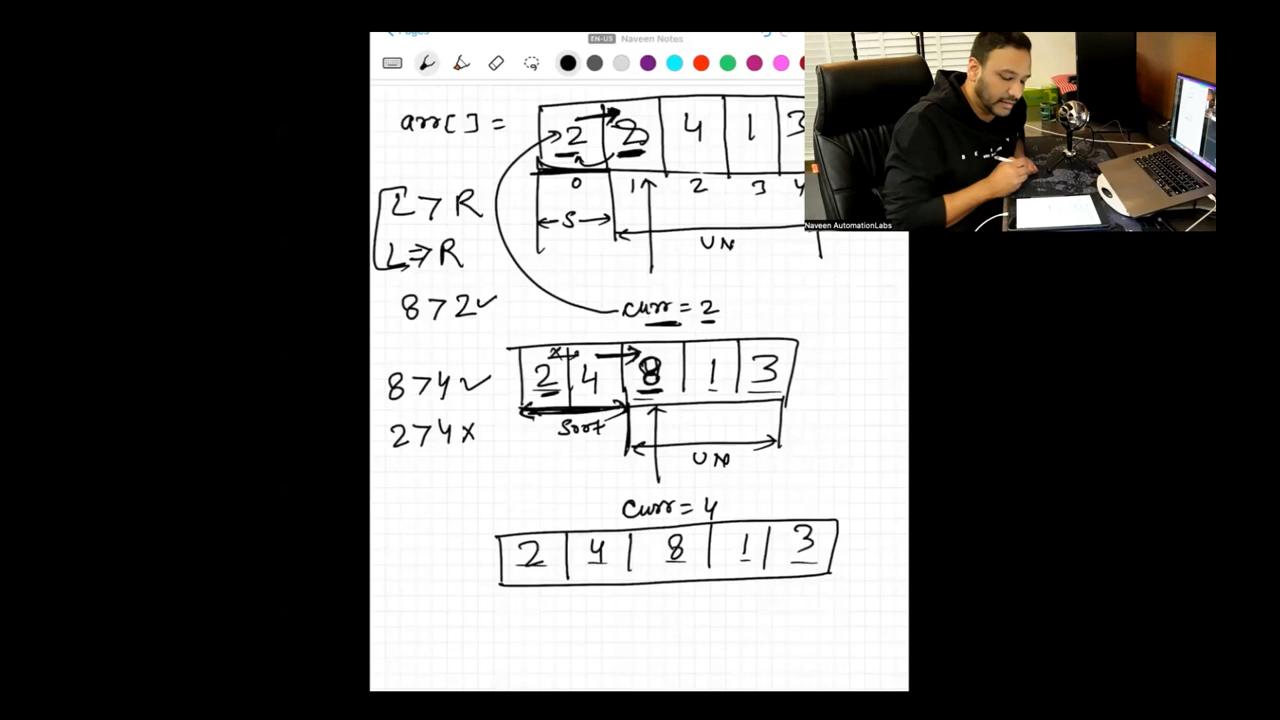 Pages
EN-US Naveen Notes
arr[ ] = 2 4 1 3
0 1 2 3 4
L > R
S
UN
L => R
8 > 2 ✓
curr = 2
2 4 8 1 3
8 > 4 ✓
2 > 4 x
Sort
UN
Curr = 4
2 4 8 1 3
Naveen AutomationLabs